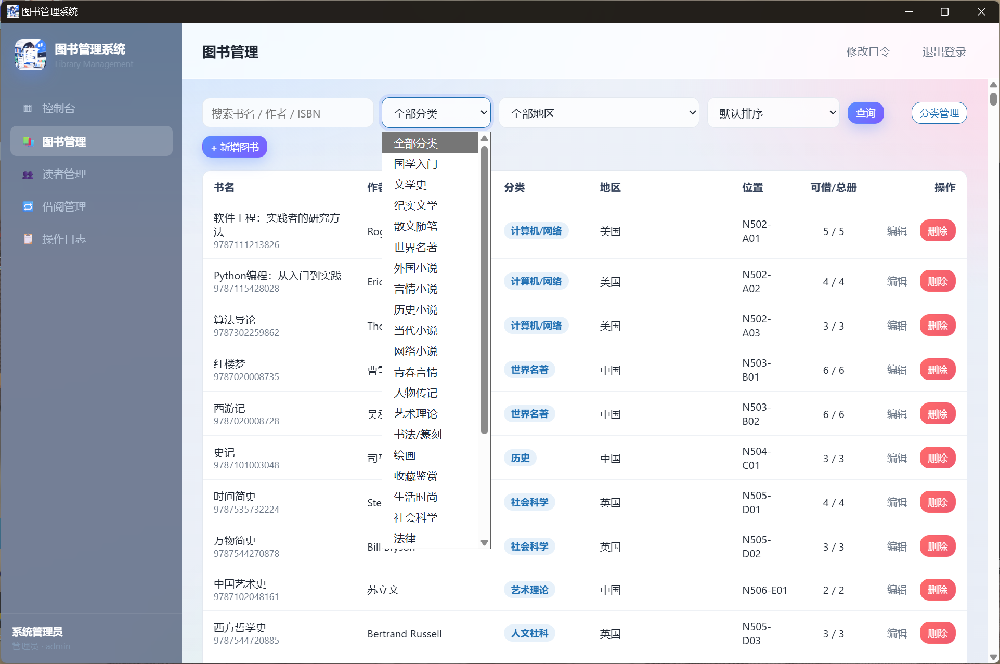 图书管理系统
图书管理系统
Library Management
控制台
图书管理
读者管理
借阅管理
操作日志
系统管理员
管理员 · admin
图书管理
修改口令
退出登录
搜索书名 / 作者 / ISBN
全部分类
全部地区
默认排序
查询
分类管理
+ 新增图书
全部分类
国学入门
文学史
纪实文学
散文随笔
世界名著
外国小说
言情小说
历史小说
当代小说
网络小说
青春言情
人物传记
艺术理论
书法/篆刻
绘画
收藏鉴赏
生活时尚
社会科学
法律
书名 作者 分类 地区 位置 可借/总册 操作
软件工程：实践者的研究方
法
9787111213826
计算机/网络 美国
N502-
A01
5 / 5 编辑 删除
Python编程：从入门到实践
9787115428028
Eric 计算机/网络 美国
N502-
A02
4 / 4 编辑 删除
算法导论
9787302259862
计算机/网络 美国
N502-
A03
3 / 3 编辑 删除
红楼梦
9787020008735
曹 世界名著 中国
N503-
B01
6 / 6 编辑 删除
西游记
9787020008728
吴 世界名著 中国
N503-
B02
6 / 6 编辑 删除
史记
9787101003048
司 历史 中国
N504-
C01
3 / 3 编辑 删除
时间简史
9787535732224
Ste 社会科学 英国
N505-
D01
4 / 4 编辑 删除
万物简史
9787544270878
Bill Bryson 社会科学 英国
N505-
D02
3 / 3 编辑 删除
中国艺术史
9787102048161
苏立文 艺术理论 中国 N506-E01 2 / 2 编辑 删除
西方哲学史
9787544720885
Bertrand Russell 人文社科 英国
N505-
D03
3 / 3 编辑 删除